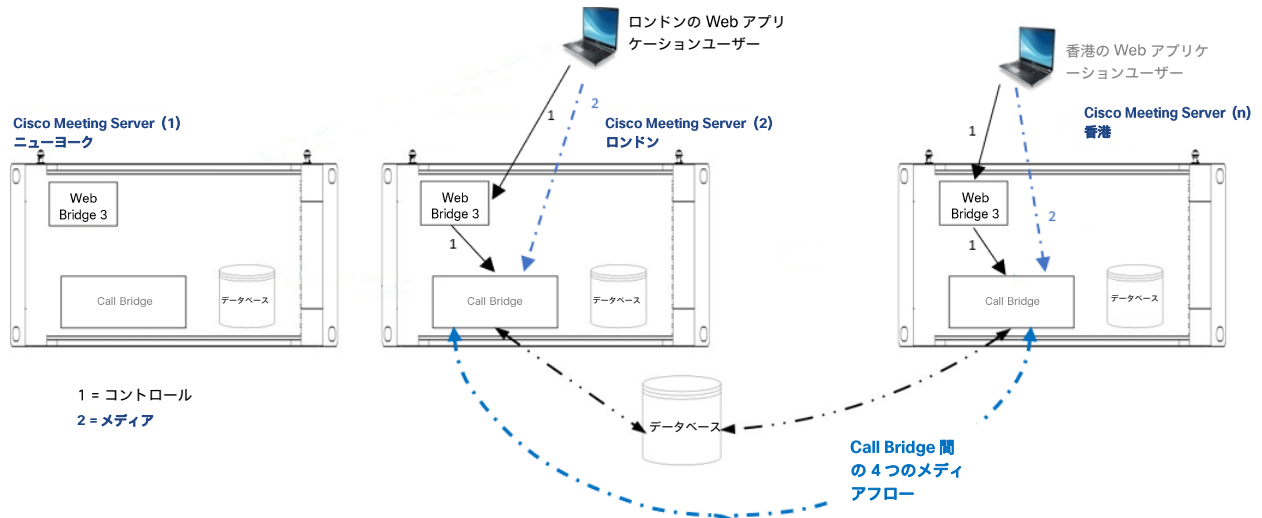 ロンドンの Web アプリ
ケーションユーザー
香港の Web アプリケ
ーションユーザー
Cisco Meeting Server（1）
ニューヨーク
1
2
Cisco Meeting Server（2）
ロンドン
1
2
Cisco Meeting Server（n）
香港
Web
Bridge 3
Call Bridge
データベース
Web
Bridge 3
1
Call Bridge
データベース
Web
Bridge 3
1
Call Bridge
データベース
1 = コントロール
2 = メディア
データベース
Call Bridge 間
の 4 つのメディ
アフロー